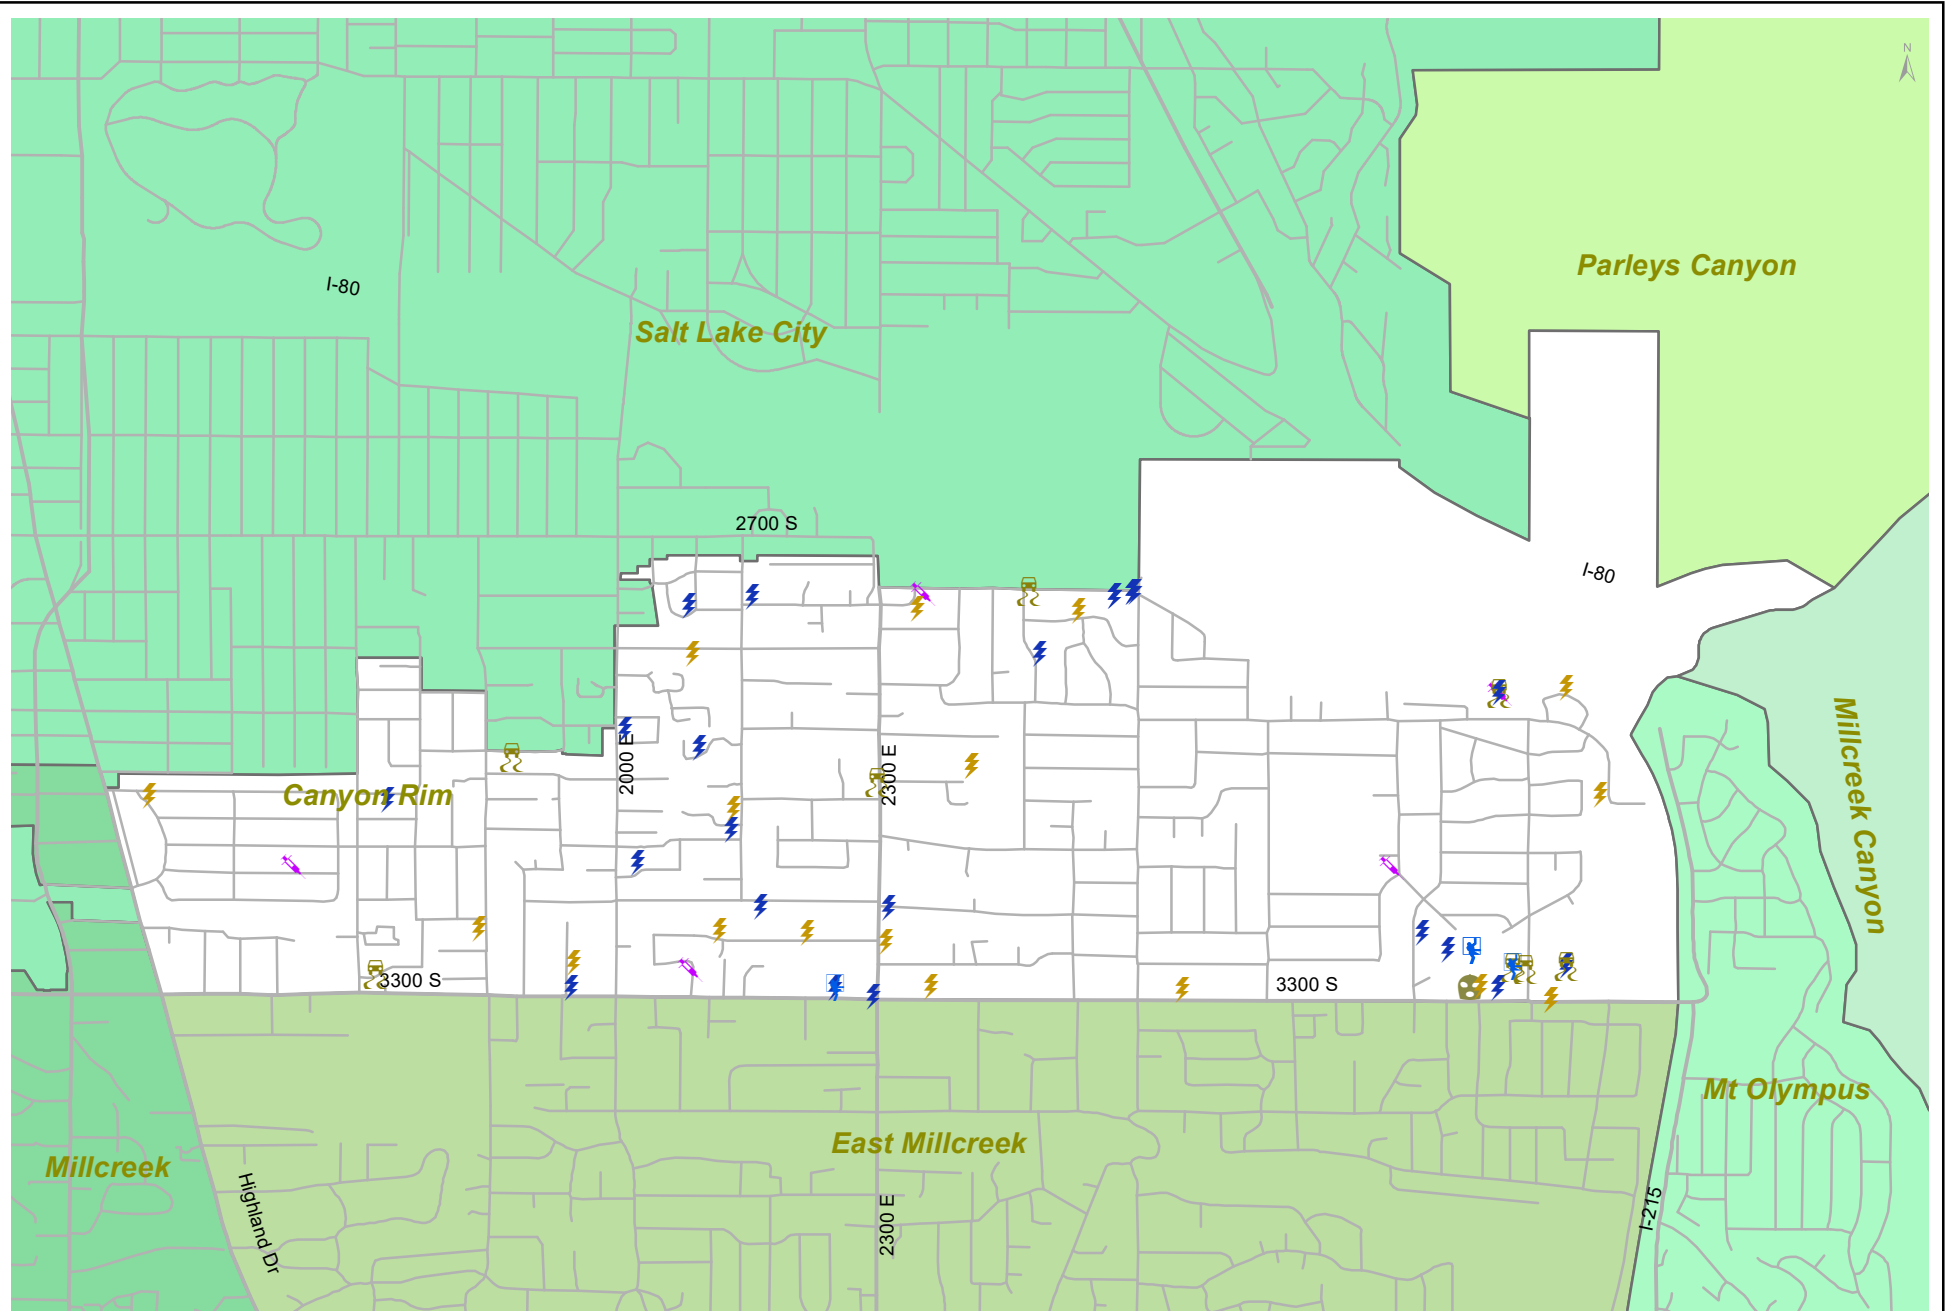 N
Parleys Canyon
I-80
Salt Lake City
2700 S
I-80
Millcreek Canyon
2000 E
2300 E
Canyon Rim
3300 S
3300 S
Mt Olympus
East Millcreek
Millcreek
Highland Dr
2300 E
I-215